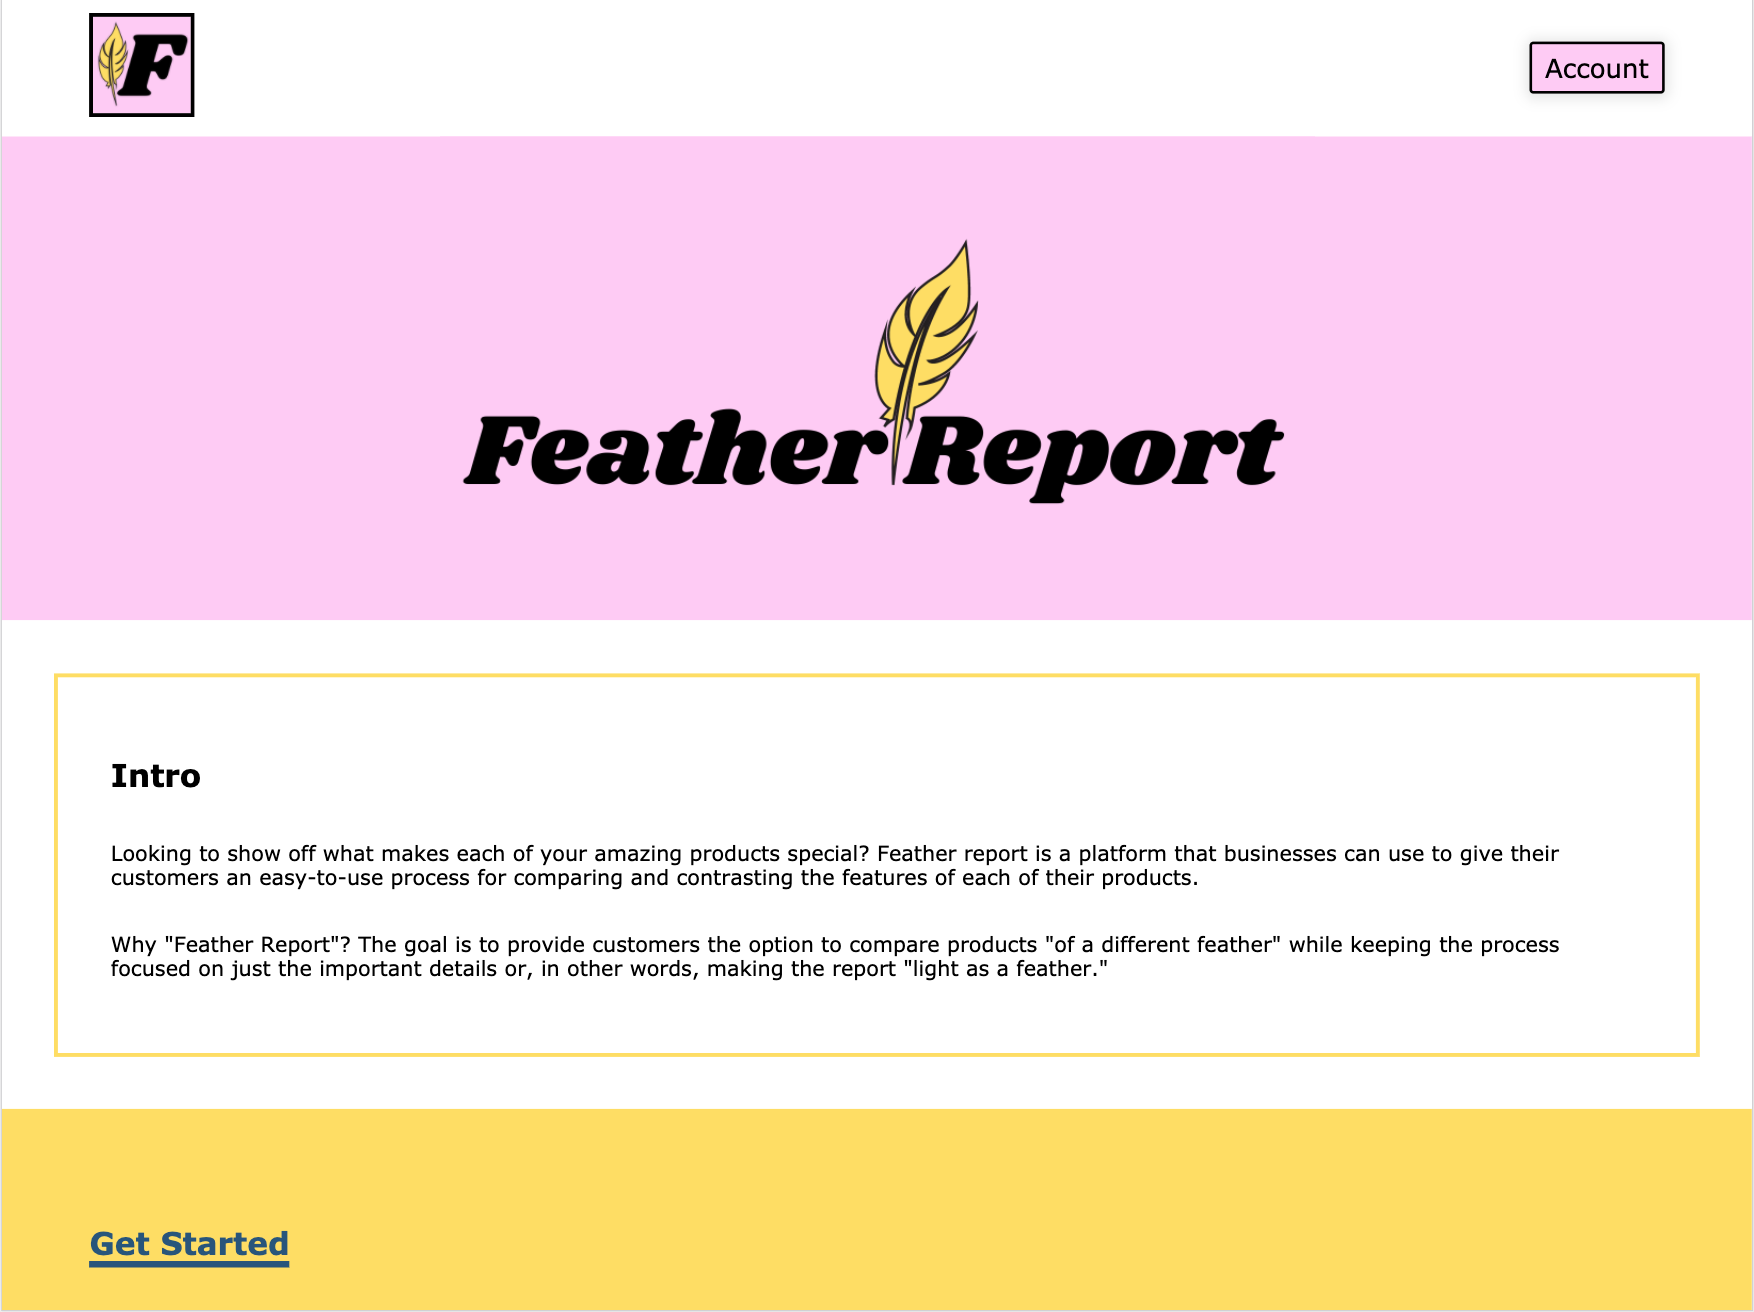 F
Account
Feather Report
Intro
Looking to show off what makes each of your amazing products special? Feather report is a platform that businesses can use to give their
customers an easy-to-use process for comparing and contrasting the features of each of their products.
Why "Feather Report"? The goal is to provide customers the option to compare products "of a different feather" while keeping the process
focused on just the important details or, in other words, making the report "light as a feather."
Get Started